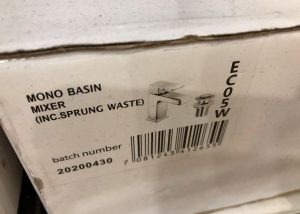 MONO BASIN
MIXER
(INC.SPRUNG WASTE)
EC05W
batch number
20200430